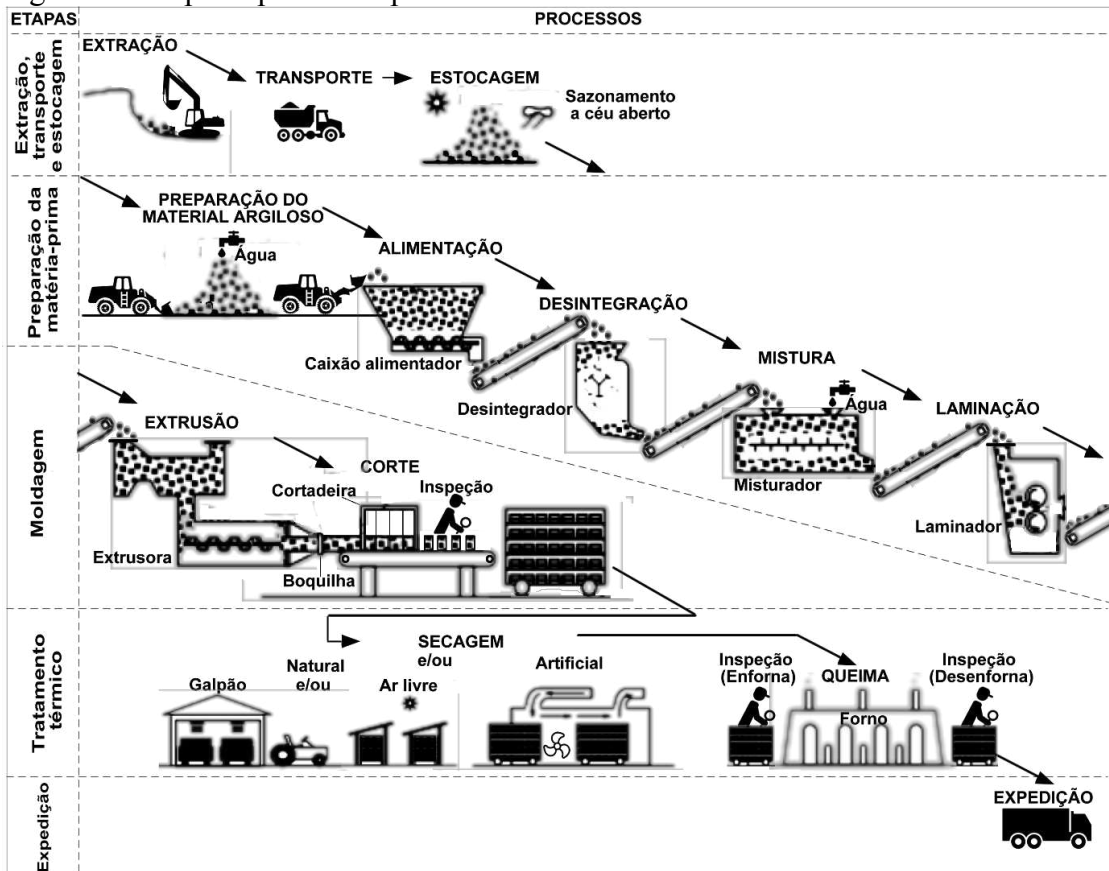 ETAPAS
PROCESSOS
Extração,
transporte
e estocagem
EXTRAÇÃO
TRANSPORTE
ESTOCAGEM
Sazonamento
a céu aberto
Preparação da
matéria-prima
PREPARAÇÃO DO
MATERIAL ARGILOSO
Água
ALIMENTAÇÃO
Caixão alimentador
DESINTEGRAÇÃO
Desintegrador
MISTURA
Água
Misturador
LAMINAÇÃO
Laminador
Moldagem
EXTRUSÃO
Extrusora
Boquilha
CORTE
Cortadeira
Inspeção
Tratamento
térmico
SECAGEM
e/ou
Natural
e/ou
Galpão
Ar livre
Artificial
Inspeção
(Enforna)
QUEIMA
Forno
Inspeção
(Desenforna)
Expedição
EXPEDIÇÃO